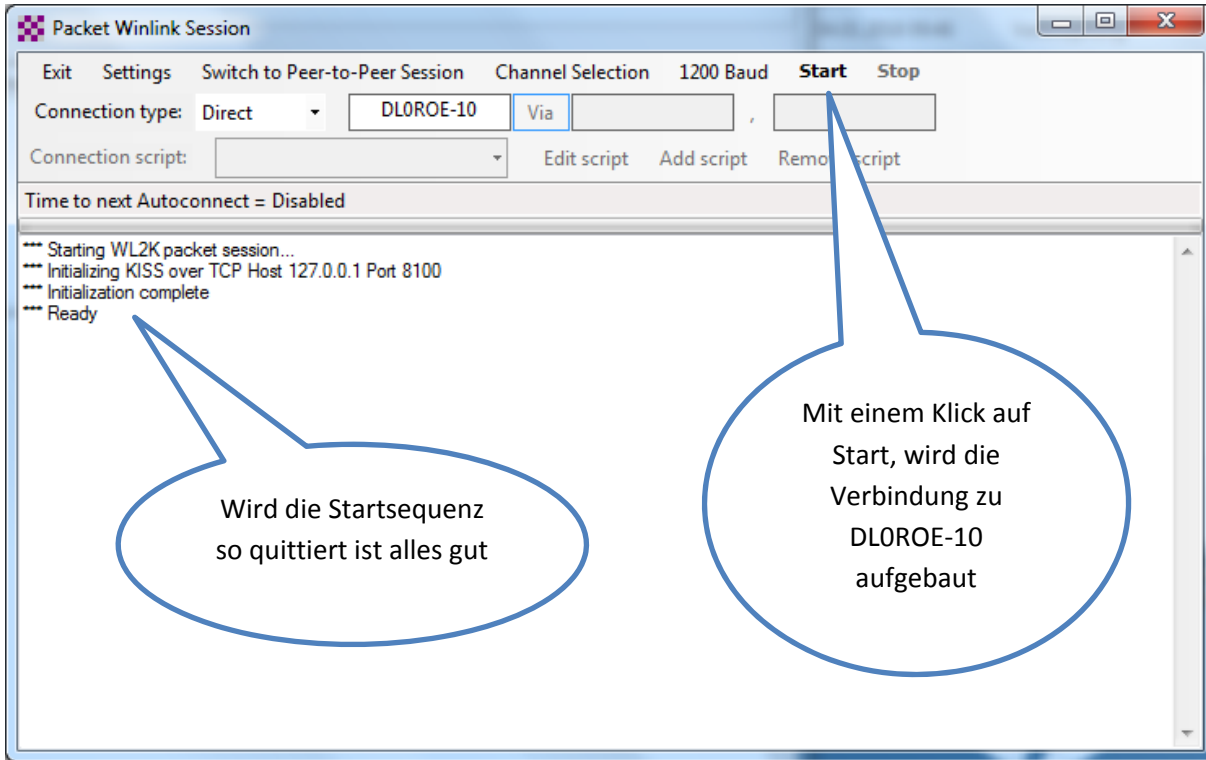 Packet Winlink Session
Exit Settings Switch to Peer-to-Peer Session Channel Selection 1200 Baud Start Stop
Connection type: Direct DL0ROE-10 Via ,
Connection script: Edit script Add script script
Time to next Autoconnect = Disabled
*** Starting WL2K packet session...
*** Initializing KISS over TCP Host 127.0.0.1 Port 8100
*** Initialization complete
*** Ready
Wird die Startsequenz
so quittiert ist alles gut
Mit einem Klick auf
Start, wird die
Verbindung zu
DL0ROE-10
aufgebaut